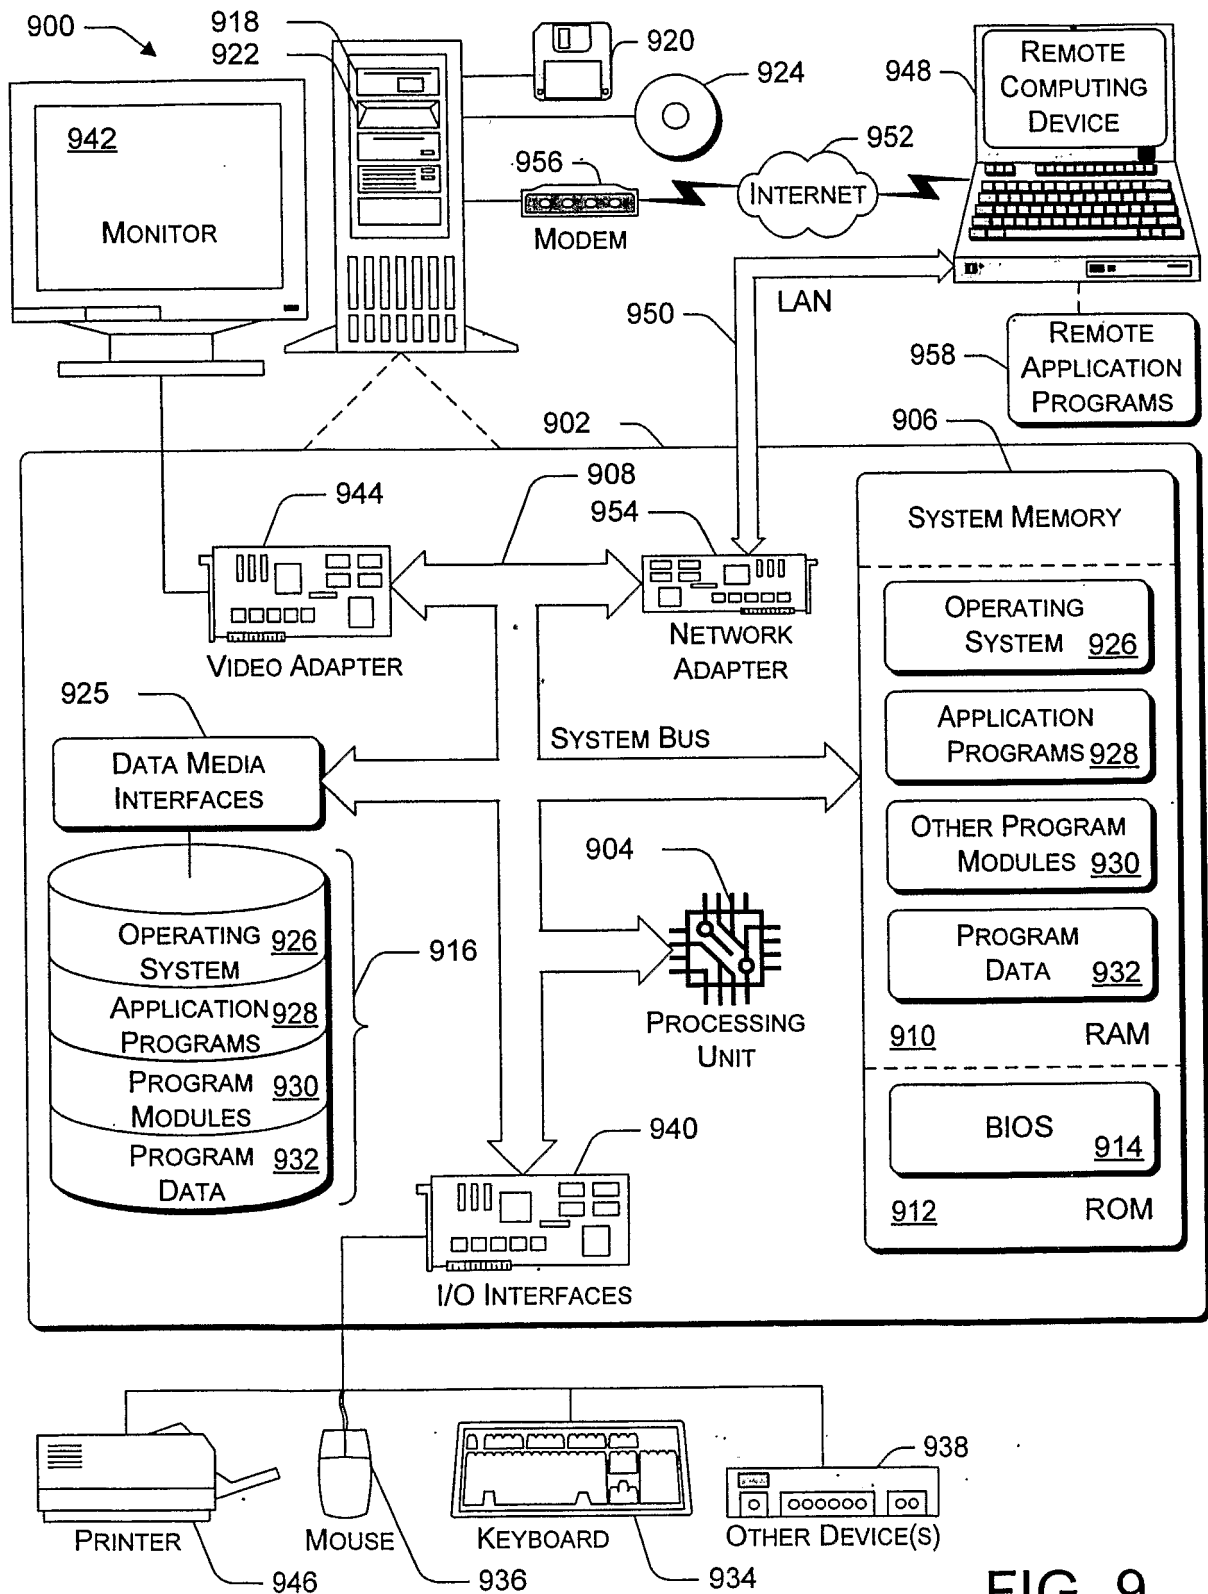 900
918
922
920
924
948
REMOTE
COMPUTING
DEVICE
942
MONITOR
956
MODEM
952
INTERNET
LAN
950
958
REMOTE
APPLICATION
PROGRAMS
902
906
908
944
954
VIDEO ADAPTER
NETWORK
ADAPTER
SYSTEM MEMORY
OPERATING
SYSTEM 926
APPLICATION
PROGRAMS 928
OTHER PROGRAM
MODULES 930
PROGRAM
DATA 932
910 RAM
BIOS
914
912 ROM
925
DATA MEDIA
INTERFACES
SYSTEM BUS
904
PROCESSING
UNIT
OPERATING 926
SYSTEM
APPLICATION 928
PROGRAMS
PROGRAM 930
MODULES
PROGRAM 932
DATA
916
940
I/O INTERFACES
PRINTER
946
MOUSE
936
KEYBOARD
934
938
OTHER DEVICE(S)
FIG. 9